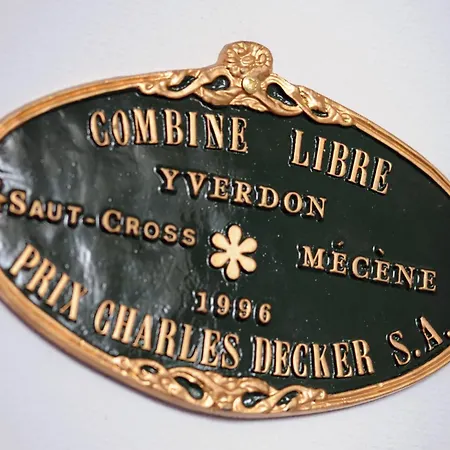 COMBINE LIBRE
YVERDON
SAUT-CROSS * MÉCÈNE
1996
PRIX CHARLES DECKER S.A.